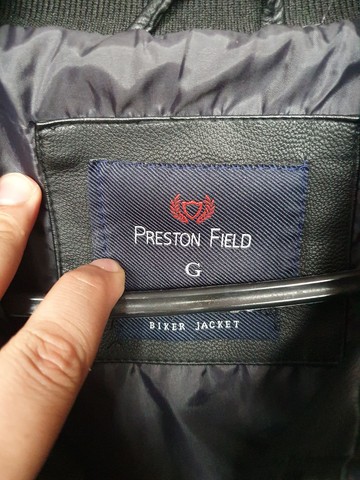 PRESTON FIELD
G
BIKER JACKET